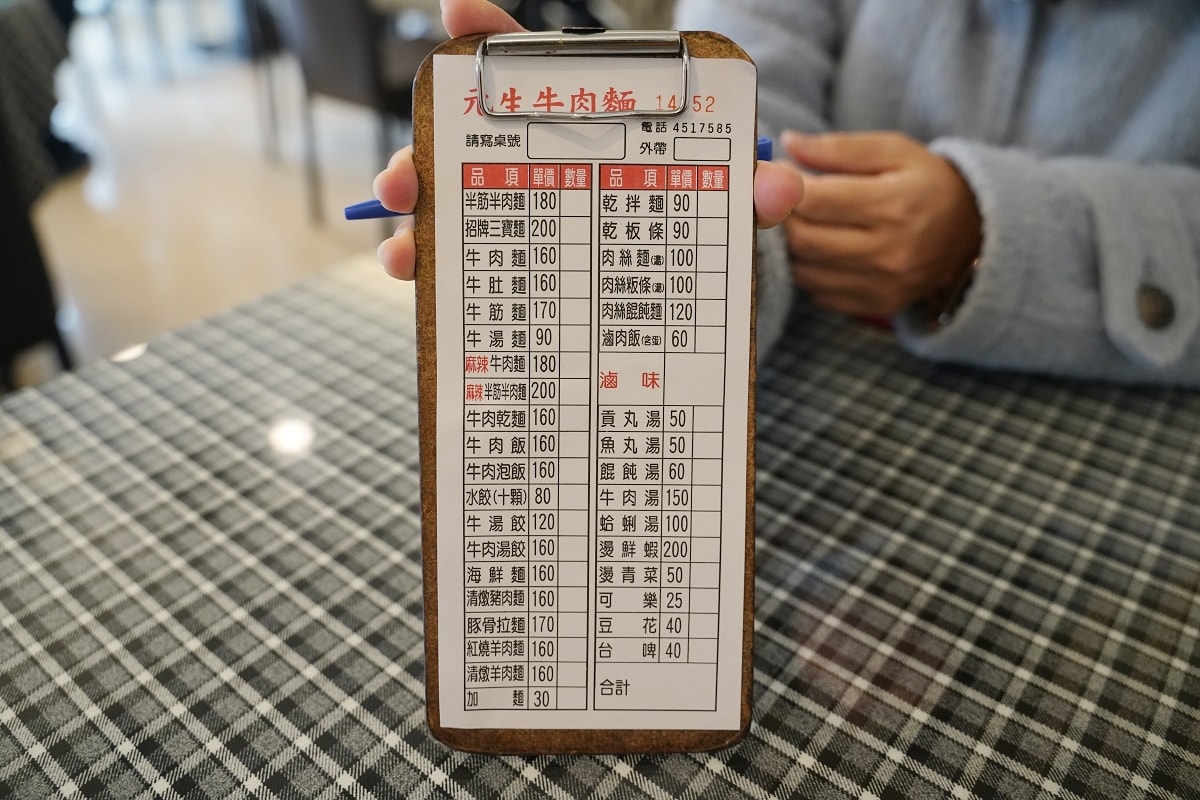 元生牛肉麵 14 52
請寫桌號
電話 4517585
外帶
品項 單價 數量
半筋半肉麵 180
招牌三寶麵 200
牛肉麵 160
牛肚麵 160
牛筋麵 170
牛湯麵 90
麻辣牛肉麵 180
麻辣半筋半肉麵 200
牛肉乾麵 160
牛肉飯 160
牛肉泡飯 160
水餃(十顆) 80
牛湯餃 120
牛肉湯餃 160
海鮮麵 160
清燉豬肉麵 160
豚骨拉麵 170
紅燒羊肉麵 160
清燉羊肉麵 160
加麵 30
品項 單價 數量
乾拌麵 90
乾板條 90
肉絲麵(湯) 100
肉絲粄條(湯) 100
肉絲餛飩麵 120
滷肉飯(含蛋) 60
滷味
貢丸湯 50
魚丸湯 50
餛飩湯 60
牛肉湯 150
蛤蜊湯 100
燙鮮蝦 200
燙青菜 50
可樂 25
豆花 40
台啤 40
合計